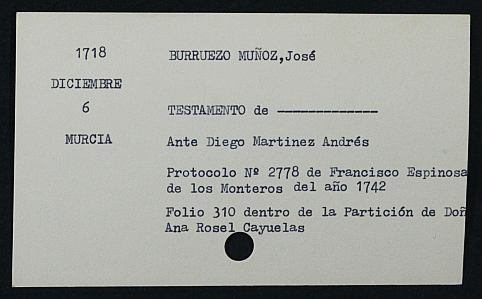 1718
BURRUEZO MUÑOZ,José
DICIEMBRE
6
TESTAMENTO de -------------
MURCIA
Ante Diego Martinez Andrés
Protocolo Nº 2778 de Francisco Espinosa
de los Monteros del año 1742
Folio 310 dentro de la Partición de Doñ
Ana Rosel Cayuelas